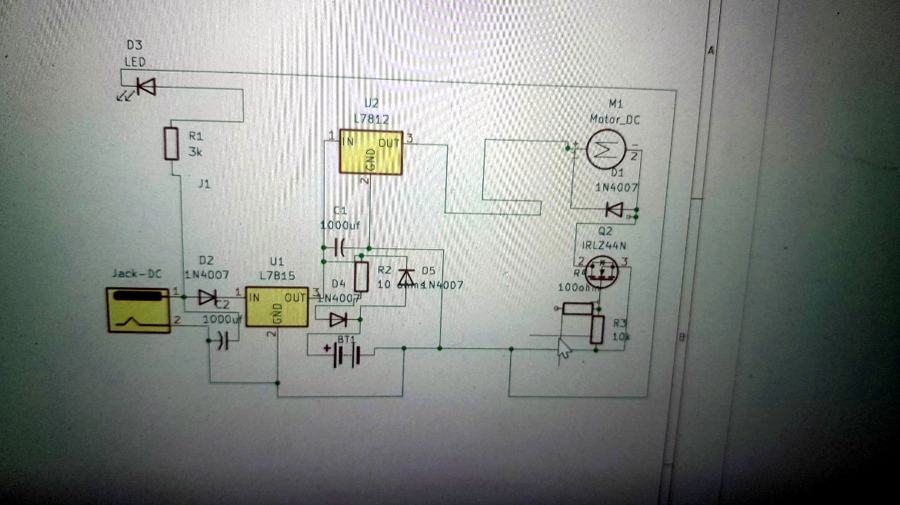 A
D3
LED
R1
3k
J1
U2
L7812
1 IN OUT 3
GND
2
M1
Motor_DC
+
-
2
D1
1N4007
C1
1000uf
Q2
IRLZ44N
2 3
Jack-DC
1
2
D2
1N4007
C2
1000uf
U1
L7815
1 IN OUT 3
GND
2
D4
1N4007
R2
10 ohms
D5
1N4007
R4
100ohm
R3
10k
+
BT1
B